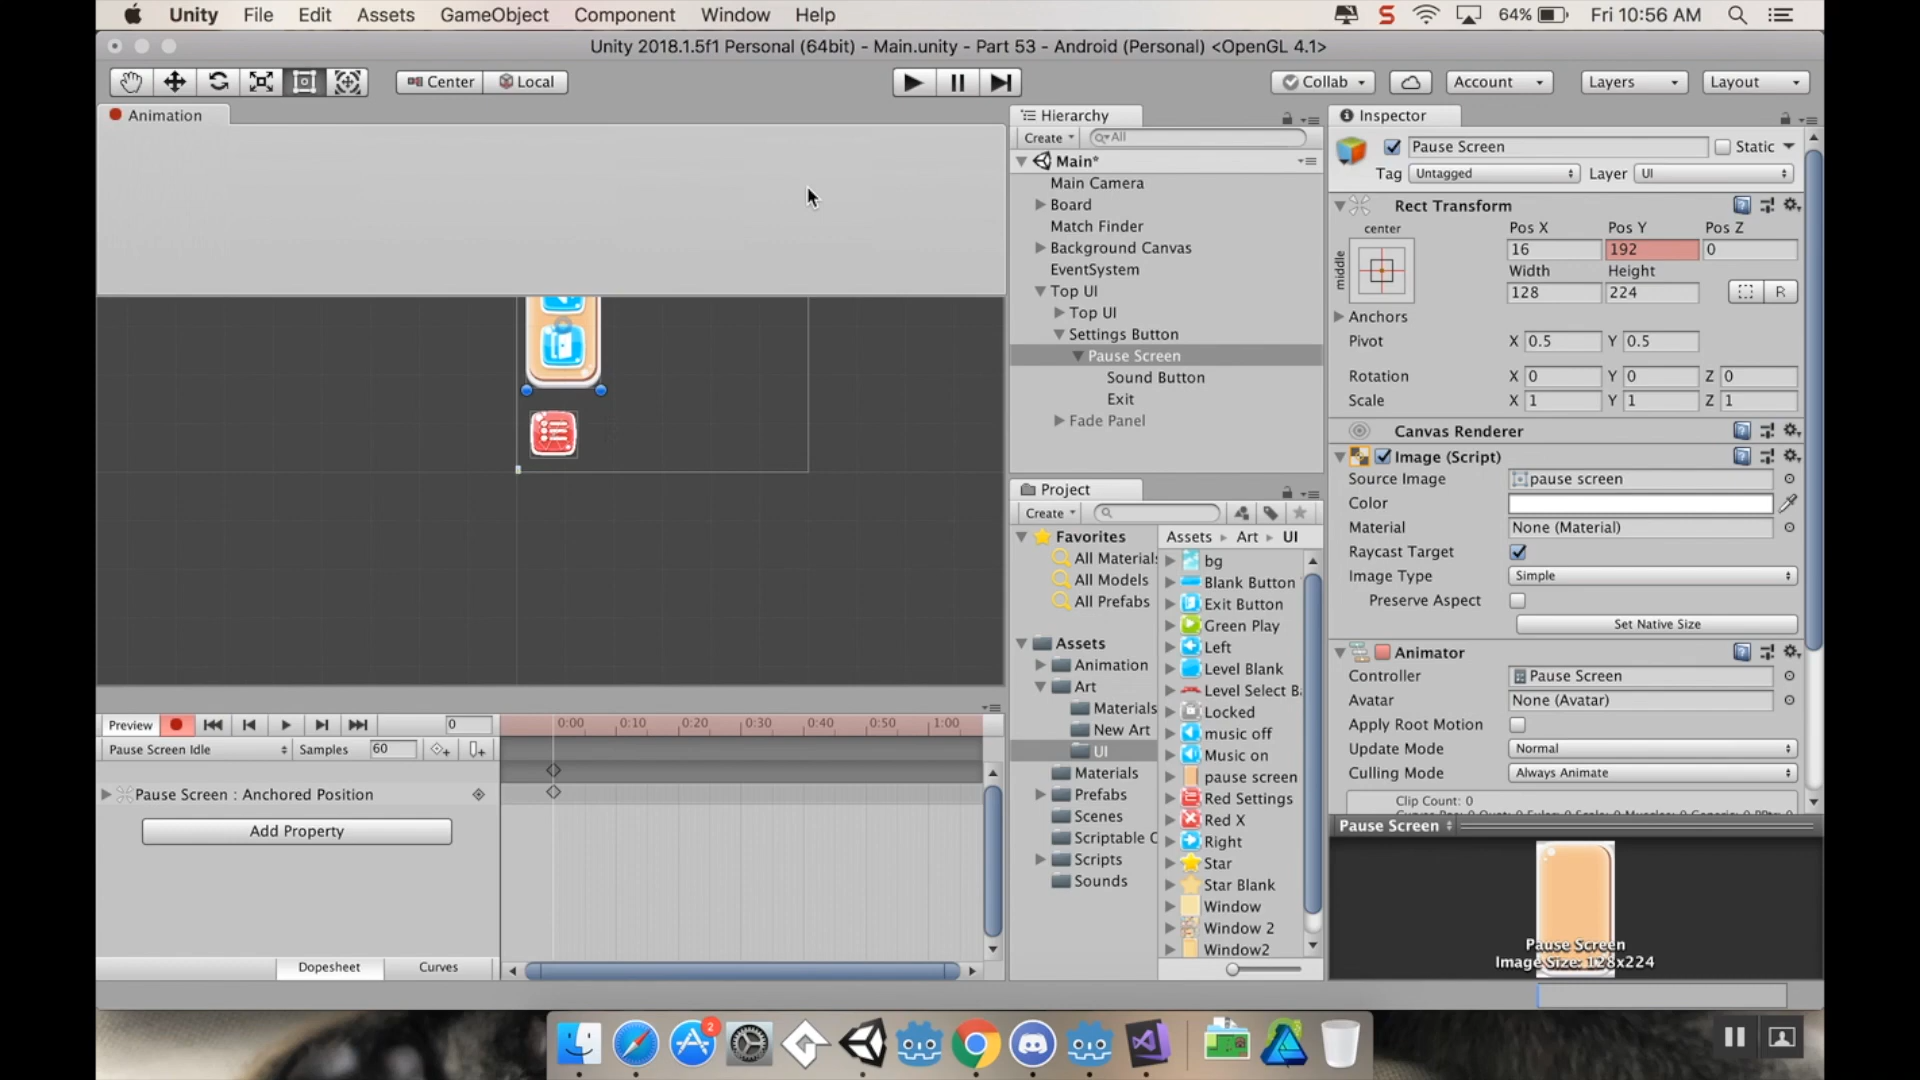 Unity File Edit Assets GameObject Component Window Help
S 64% Fri 10:56 AM
Unity 2018.1.5f1 Personal (64bit) - Main.unity - Part 53 - Android (Personal) <OpenGL 4.1>
Center Local Collab Account Layers Layout
Animation
Hierarchy
Create All
Main*
Main Camera
Board
Match Finder
Background Canvas
EventSystem
Top UI
Top UI
Settings Button
Pause Screen
Sound Button
Exit
Fade Panel
Project
Create
Favorites
All Materials
All Models
All Prefabs
Assets
Animation
Art
Materials
New Art
UI
Materials
Prefabs
Scenes
Scriptable O
Scripts
Sounds
Assets Art UI
bg
Blank Button
Exit Button
Green Play
Left
Level Blank
Level Select B
Locked
music off
Music on
pause screen
Red Settings
Red X
Right
Star
Star Blank
Window
Window 2
Window2
Inspector
Pause Screen Static
Tag Untagged Layer UI
Rect Transform
center
middle
Pos X Pos Y Pos Z
16 192 0
Width Height
128 224 R
Anchors
Pivot X 0.5 Y 0.5
Rotation X 0 Y 0 Z 0
Scale X 1 Y 1 Z 1
Canvas Renderer
Image (Script)
Source Image pause screen
Color
Material None (Material)
Raycast Target
Image Type Simple
Preserve Aspect
Set Native Size
Animator
Controller Pause Screen
Avatar None (Avatar)
Apply Root Motion
Update Mode Normal
Culling Mode Always Animate
Clip Count: 0
Pause Screen
Pause Screen
Image Size: 128x224
Preview 0 0:00 0:10 0:20 0:30 0:40 0:50 1:00
Pause Screen Idle Samples 60
Pause Screen : Anchored Position
Add Property
Dopesheet Curves
2